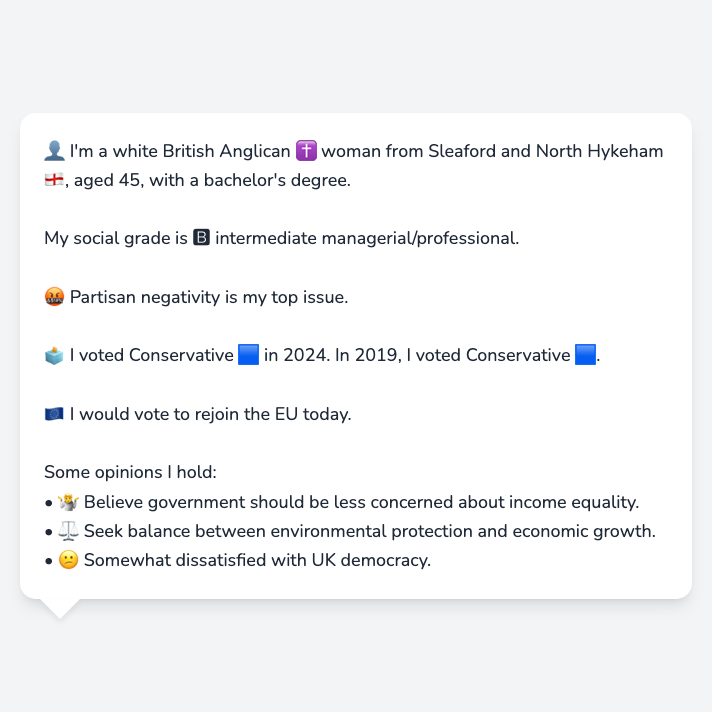 👤 I'm a white British Anglican ✝️ woman from Sleaford and North Hykeham
🏴󠁧󠁢󠁥󠁮󠁧󠁿, aged 45, with a bachelor's degree.
My social grade is 🅱 intermediate managerial/professional.
🤬 Partisan negativity is my top issue.
🗳️ I voted Conservative 🟦 in 2024. In 2019, I voted Conservative 🟦.
🇪🇺 I would vote to rejoin the EU today.
Some opinions I hold:
• 🤷‍♀️ Believe government should be less concerned about income equality.
• ⚖️ Seek balance between environmental protection and economic growth.
• 😕 Somewhat dissatisfied with UK democracy.